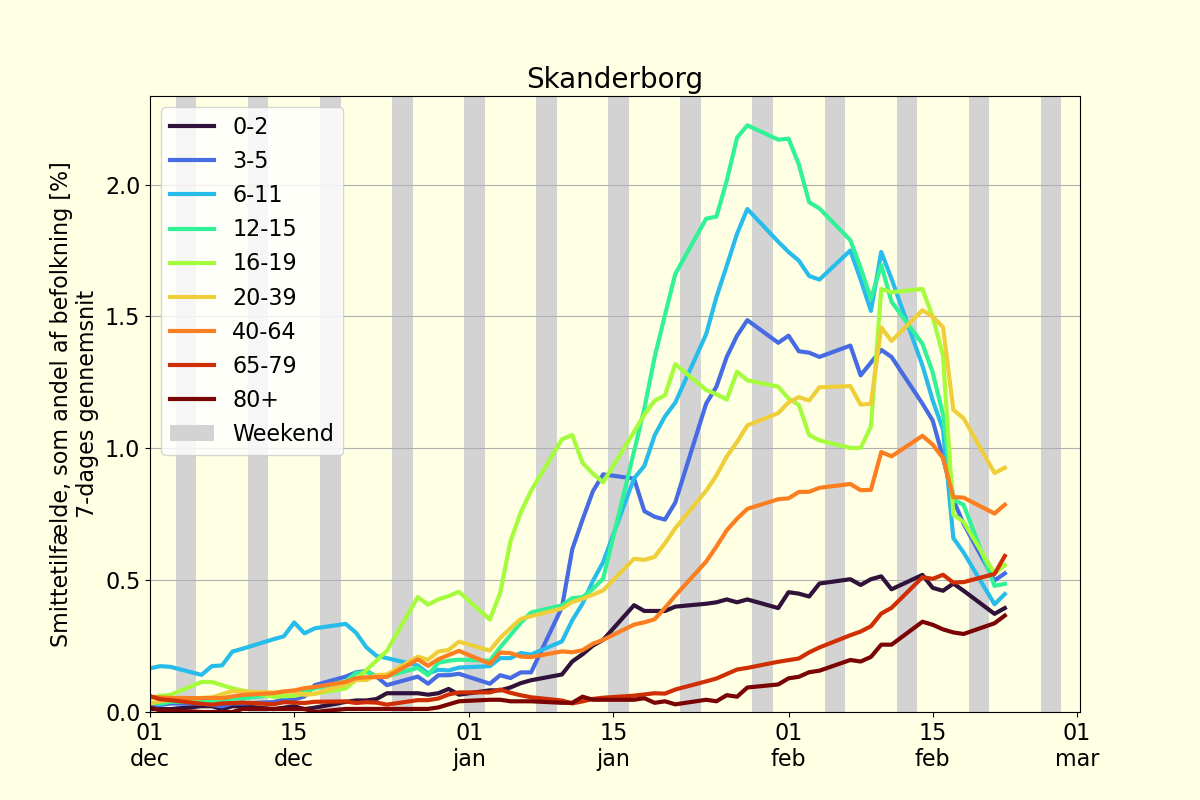 Skanderborg
Smittetilfælde, som andel af befolkning [%]
7-dages gennemsnit
2.0
1.5
1.0
0.5
0.0
0-2
3-5
6-11
12-15
16-19
20-39
40-64
65-79
80+
Weekend
01
dec
15
dec
01
jan
15
jan
01
feb
15
feb
01
mar